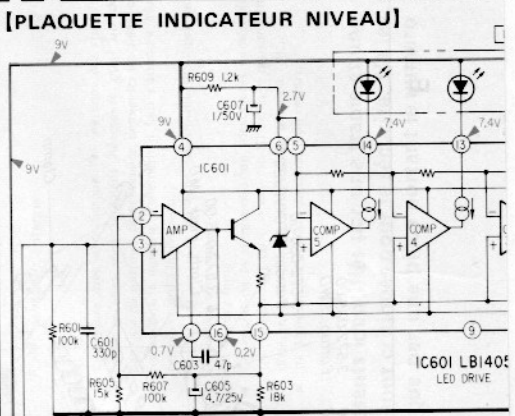 [PLAQUETTE INDICATEUR NIVEAU]
9V
R609 1,2k
C607
1/50V
2,7V
9V
7,4V
7,4V
4
6
5
14
13
9V
IC601
2
3
AMP
COMP
5
COMP
4
R601
100k
C601
330p
1
16
15
9
0,7V
0,2V
C603
47p
IC601 LB1405
LED DRIVE
R605
15k
R607
100k
C605
4,7/25V
R603
18k